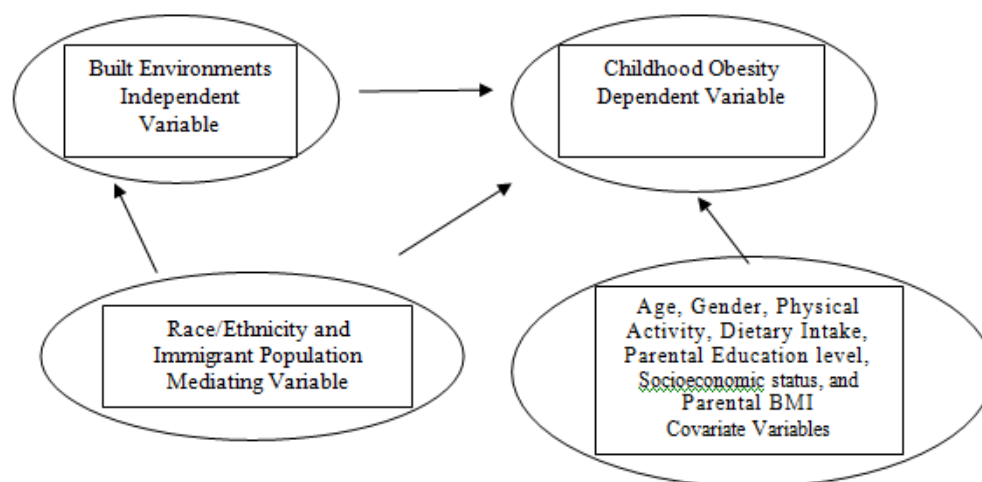 Built Environments
Independent
Variable
Childhood Obesity
Dependent Variable
Race/Ethnicity and
Immigrant Population
Mediating Variable
Age, Gender, Physical
Activity, Dietary Intake,
Parental Education level,
Socioeconomic status, and
Parental BMI
Covariate Variables